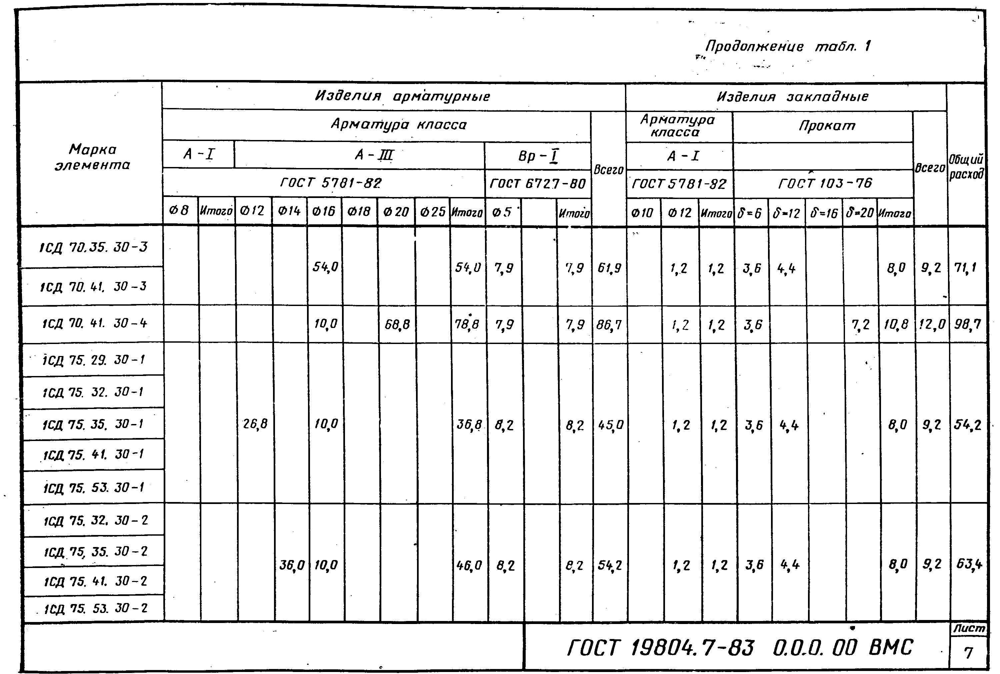 Продолжение табл. 1
Марка элемента
Изделия арматурные
Изделия закладные
Общий расход
Арматура класса
Всего
Арматура класса
Прокат
Всего
А-I
А-III
Вр-I
А-I
ГОСТ 5781-82
ГОСТ 6727-80
ГОСТ 5781-82
ГОСТ 103-76
Ф8 Итого Ф12 Ф14 Ф16 Ф18 Ф20 Ф25 Итого Ф5 Итого Ф10 Ф12 Итого δ=6 δ=12 δ=16 δ=20 Итого
1СД 70.35.30-3
1СД 70.41.30-3
54,0 54,0 7,9 7,9 61,9 1,2 1,2 3,6 4,4 8,0 9,2 71,1
1СД 70.41.30-4 10,0 68,8 78,8 7,9 7,9 86,7 1,2 1,2 3,6 7,2 10,8 12,0 98,7
1СД 75.29.30-1
1СД 75.32.30-1
1СД 75.35.30-1 26,8 10,0 36,8 8,2 8,2 45,0 1,2 1,2 3,6 4,4 8,0 9,2 54,2
1СД 75.41.30-1
1СД 75.53.30-1
1СД 75.32.30-2
1СД 75.35.30-2
36,0 10,0 46,0 8,2 8,2 54,2 1,2 1,2 3,6 4,4 8,0 9,2 63,4
1СД 75.41.30-2
1СД 75.53.30-2
ГОСТ 19804.7-83 0.0.0.00 ВМС
Лист
7